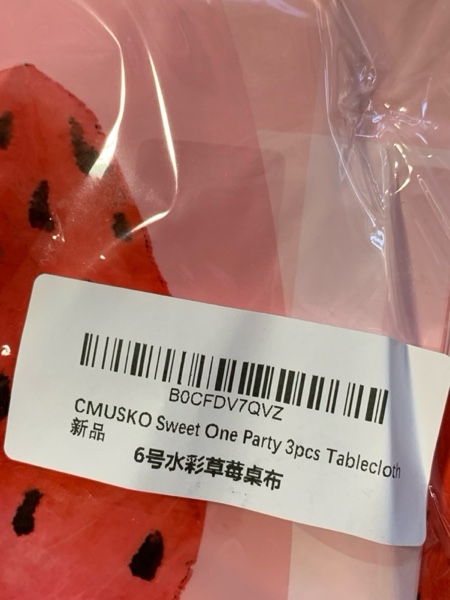 B0CFDV7QVZ
CMUSKO Sweet One Party 3pcs Tablecloth
新品
6号水彩草莓桌布